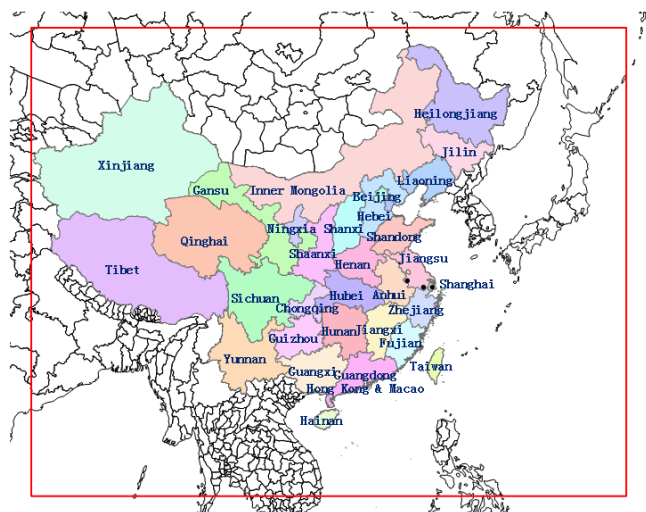 Heilongjiang
Jilin
Xinjiang
Liaoning
Gansu
Inner Mongolia
Beijing
Hebei
Ningxia
Shanxi
Shandong
Qinghai
Shaanxi
Jiangsu
Henan
Tibet
Shanghai
Sichuan
Hubei
Anhui
Chongqing
Zhejiang
Hunan
Jiangxi
Guizhou
Fujian
Yunnan
Taiwan
Guangxi
Guangdong
Hong Kong & Macao
Hainan